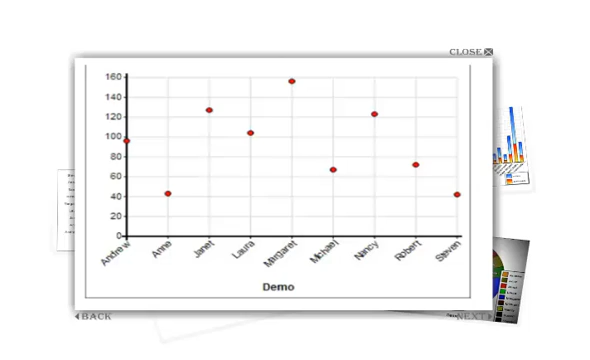 CLOSE
160
140
120
100
80
60
40
20
0
Andrew
Anne
Janet
Laura
Margaret
Michael
Nancy
Robert
Steven
Demo
BACK
NEXT